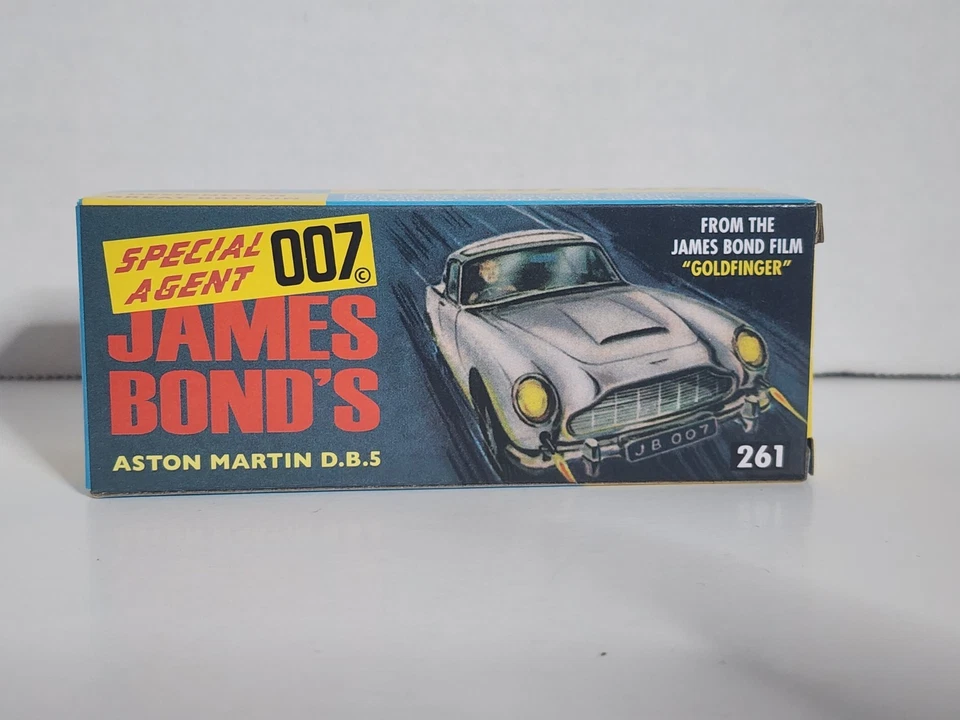 SPECIAL
AGENT
007©
JAMES
BOND'S
ASTON MARTIN D.B.5
FROM THE
JAMES BOND FILM
"GOLDFINGER"
JB 007
261